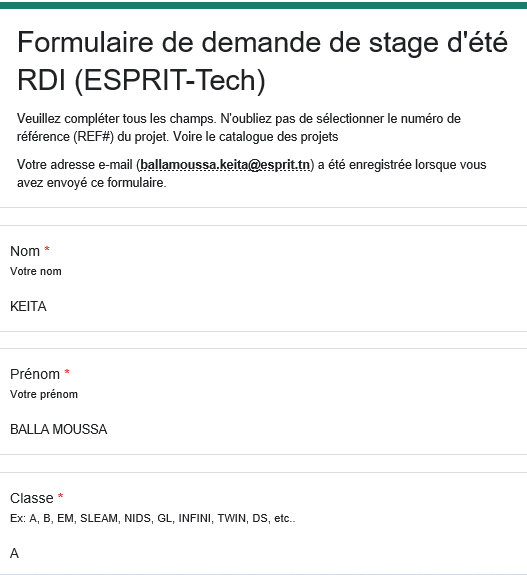 Formulaire de demande de stage d'été
RDI (ESPRIT-Tech)
Veuillez compléter tous les champs. N'oubliez pas de sélectionner le numéro de
référence (REF#) du projet. Voire le catalogue des projets
Votre adresse e-mail (ballamoussa.keita@esprit.tn) a été enregistrée lorsque vous
avez envoyé ce formulaire.
Nom *
Votre nom
KEITA
Prénom *
Votre prénom
BALLA MOUSSA
Classe *
Ex: A, B, EM, SLEAM, NIDS, GL, INFINI, TWIN, DS, etc..
A